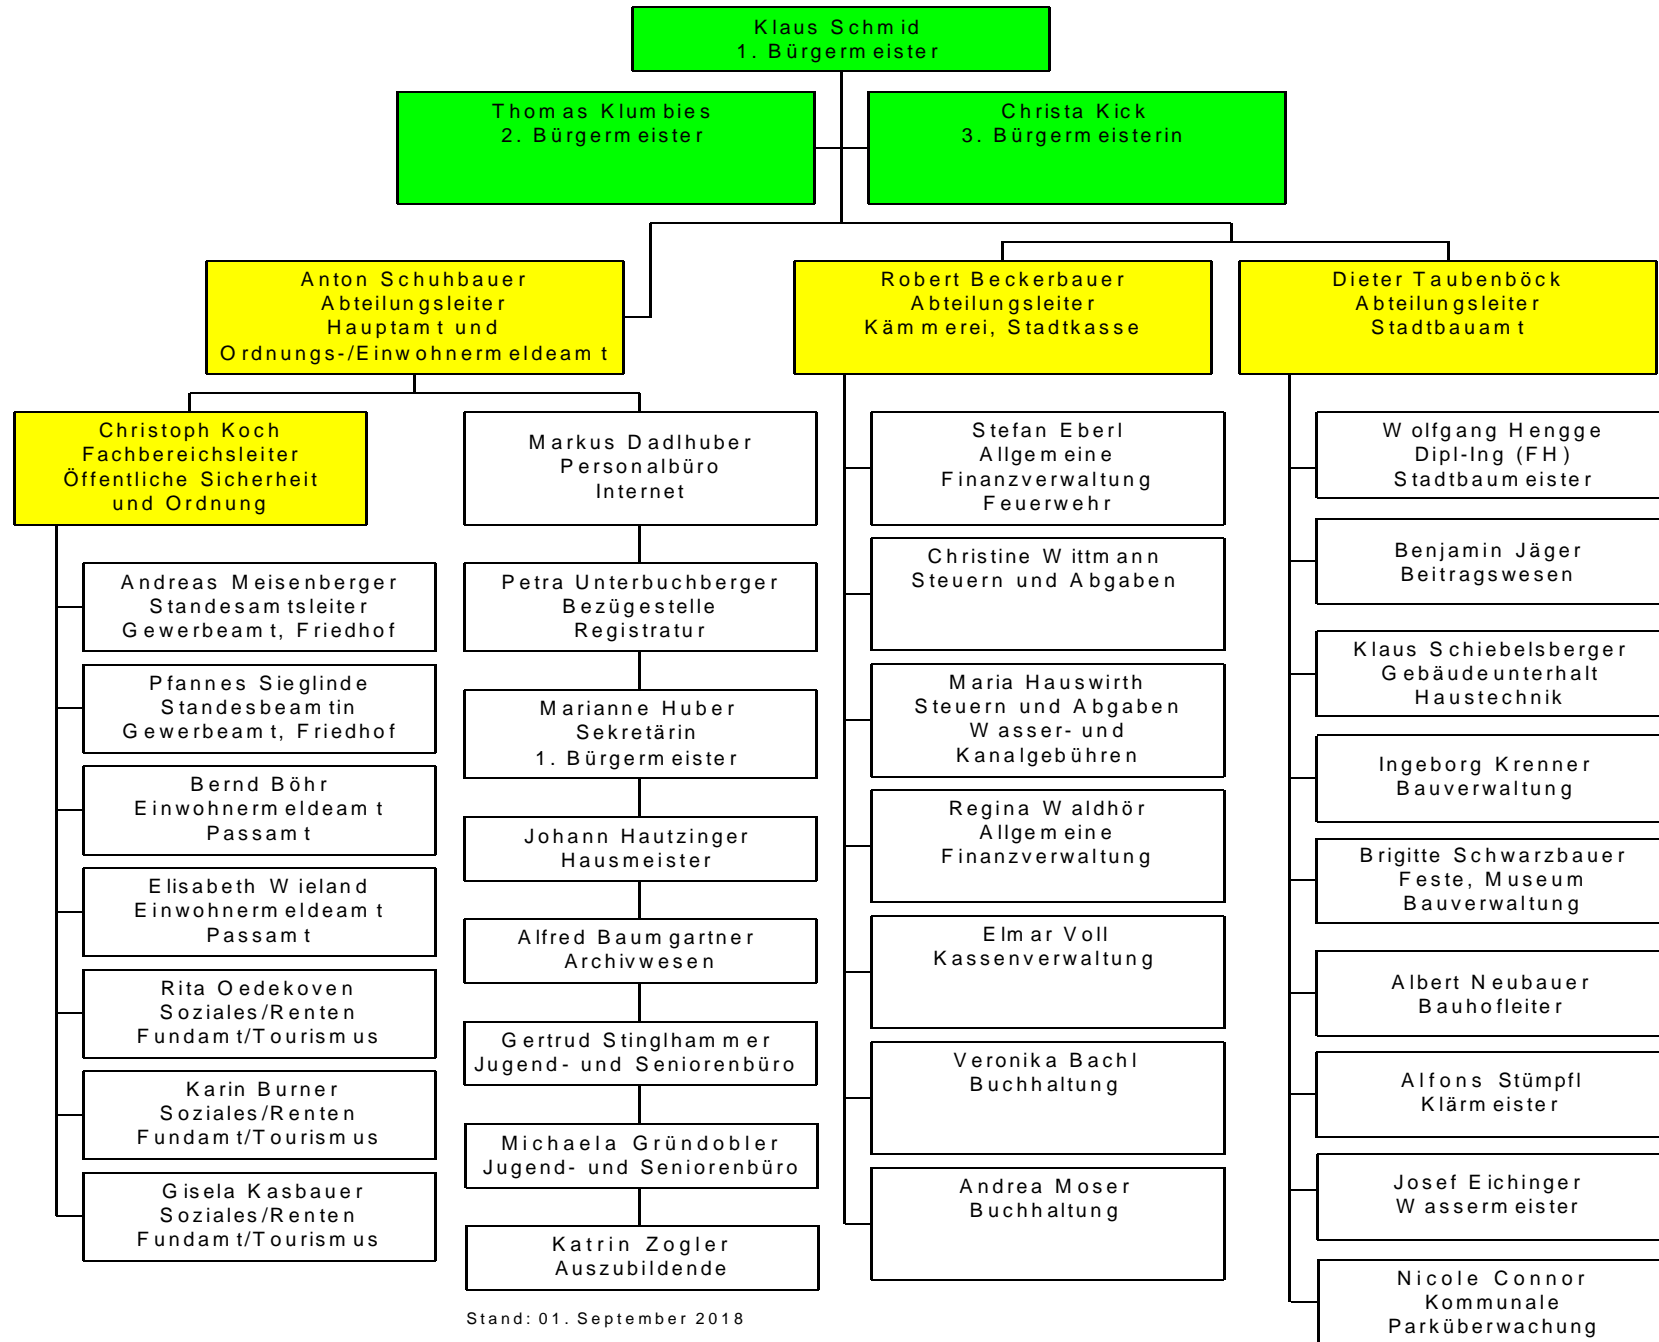 Klaus Schmid
1. Bürgermeister
Thomas Klumbies
2. Bürgermeister
Christa Kick
3. Bürgermeisterin
Anton Schuhbauer
Abteilungsleiter
Hauptamt und
Ordnungs-/Einwohnermeldeamt
Robert Beckerbauer
Abteilungsleiter
Kämmerei, Stadtkasse
Dieter Taubenböck
Abteilungsleiter
Stadtbauamt
Christoph Koch
Fachbereichsleiter
Öffentliche Sicherheit
und Ordnung
Andreas Meisenberger
Standesamtsleiter
Gewerbeamt, Friedhof
Pfannes Sieglinde
Standesbeamtin
Gewerbeamt, Friedhof
Bernd Böhr
Einwohnermeldeamt
Passamt
Elisabeth Wieland
Einwohnermeldeamt
Passamt
Rita Oedekoven
Soziales/Renten
Fundamt/Tourismus
Karin Burner
Soziales/Renten
Fundamt/Tourismus
Gisela Kasbauer
Soziales/Renten
Fundamt/Tourismus
Markus Dadlhuber
Personalbüro
Internet
Petra Unterbuchberger
Bezügestelle
Registratur
Marianne Huber
Sekretärin
1. Bürgermeister
Johann Hautzinger
Hausmeister
Alfred Baumgartner
Archivwesen
Gertrud Stinglhammer
Jugend- und Seniorenbüro
Michaela Gründobler
Jugend- und Seniorenbüro
Katrin Zogler
Auszubildende
Stefan Eberl
Allgemeine
Finanzverwaltung
Feuerwehr
Christine Wittmann
Steuern und Abgaben
Maria Hauswirth
Steuern und Abgaben
Wasser- und
Kanalgebühren
Regina Waldhör
Allgemeine
Finanzverwaltung
Elmar Voll
Kassenverwaltung
Veronika Bachl
Buchhaltung
Andrea Moser
Buchhaltung
Wolfgang Hengge
Dipl-Ing (FH)
Stadtbaumeister
Benjamin Jäger
Beitragswesen
Klaus Schiebelsberger
Gebäudeunterhalt
Haustechnik
Ingeborg Krenner
Bauverwaltung
Brigitte Schwarzbauer
Feste, Museum
Bauverwaltung
Albert Neubauer
Bauhofleiter
Alfons Stümpfl
Klärmeister
Josef Eichinger
Wassermeister
Nicole Connor
Kommunale
Parküberwachung
Stand: 01. September 2018